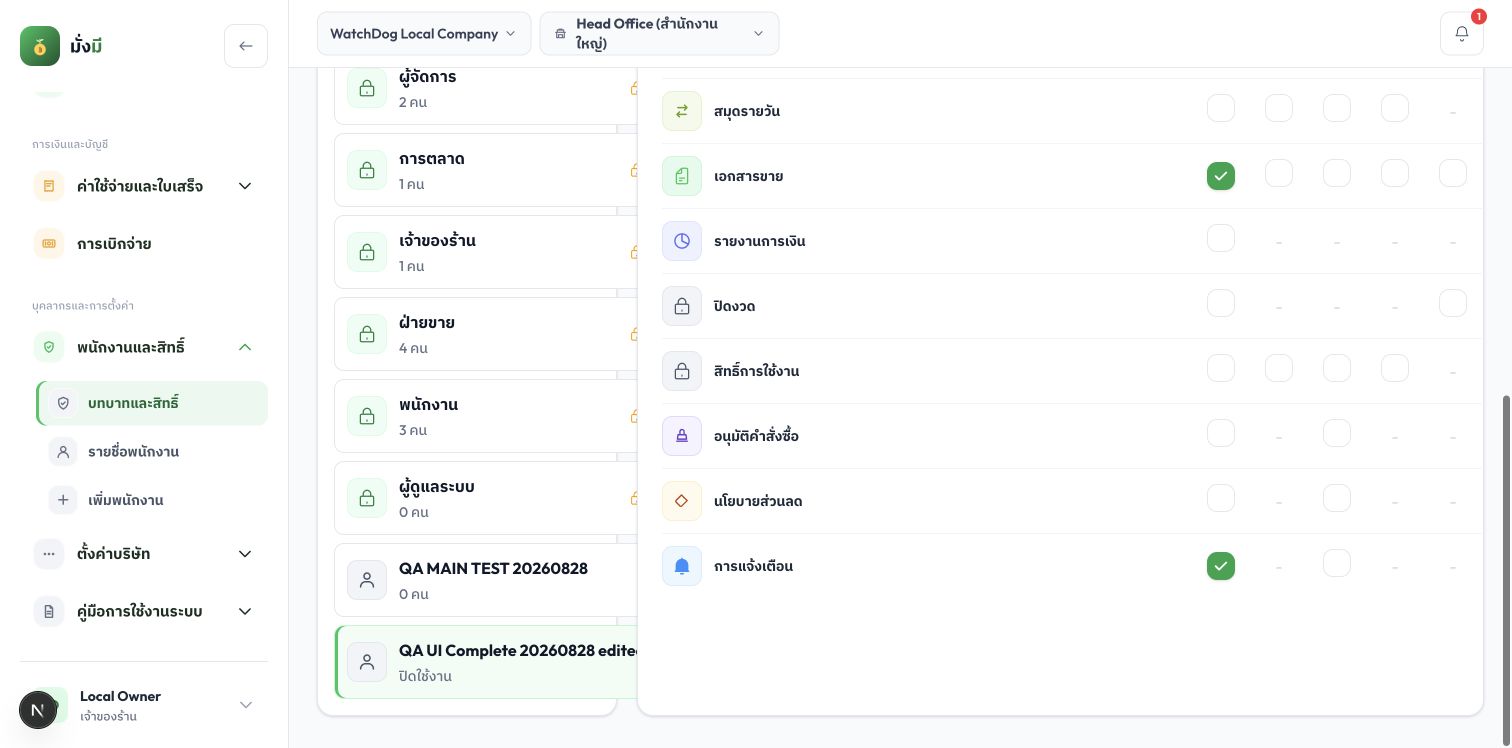 มั่งมี
WatchDog Local Company
Head Office (สำนักงาน
ใหญ่)
1
การเงินและบัญชี
ค่าใช้จ่ายและใบเสร็จ
การเบิกจ่าย
บุคลากรและการตั้งค่า
พนักงานและสิทธิ์
บทบาทและสิทธิ์
รายชื่อพนักงาน
เพิ่มพนักงาน
ตั้งค่าบริษัท
คู่มือการใช้งานระบบ
N
Local Owner
เจ้าของร้าน
ผู้จัดการ
2 คน
การตลาด
1 คน
เจ้าของร้าน
1 คน
ฝ่ายขาย
4 คน
พนักงาน
3 คน
ผู้ดูแลระบบ
0 คน
QA MAIN TEST 20260828
0 คน
QA UI Complete 20260828 edite
ปิดใช้งาน
สมุดรายวัน –
เอกสารขาย
รายงานการเงิน – – – –
ปิดงวด – – –
สิทธิ์การใช้งาน –
อนุมัติคำสั่งซื้อ – – –
นโยบายส่วนลด – – –
การแจ้งเตือน – – –